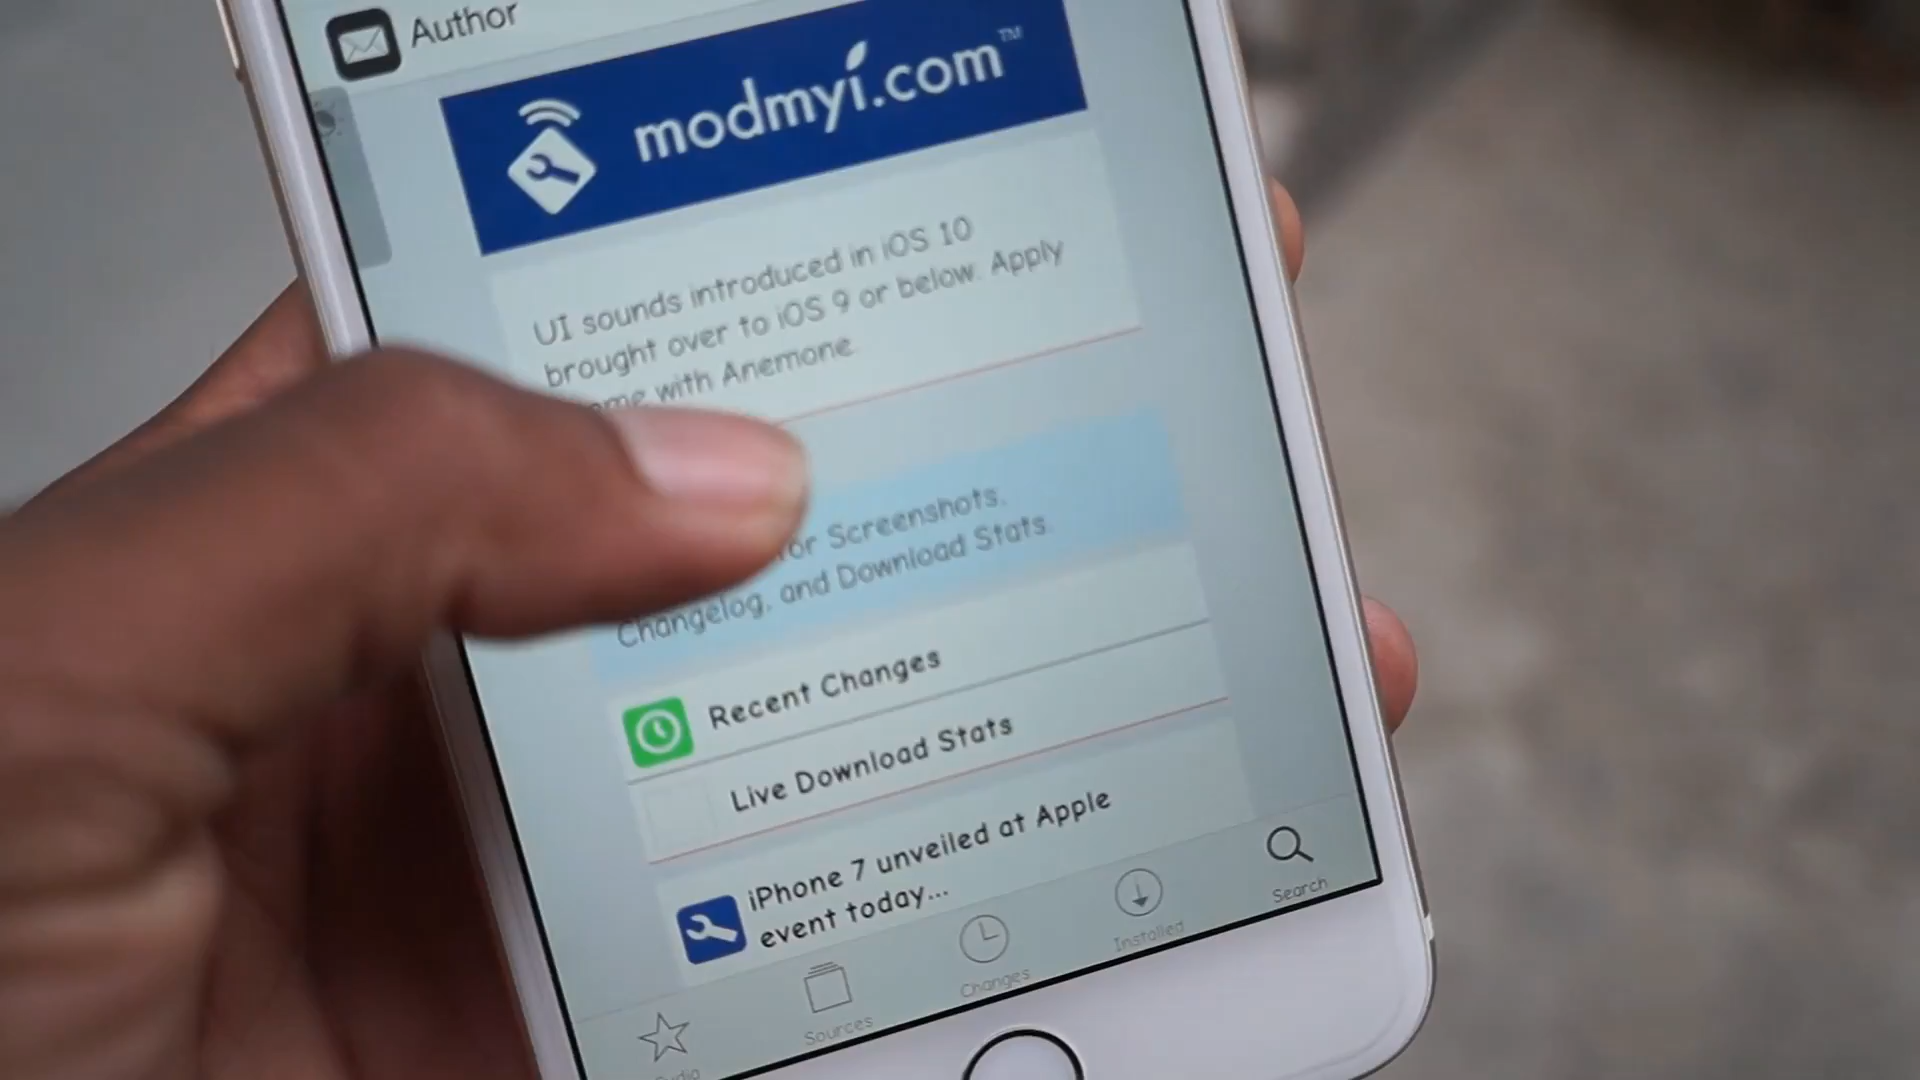 Author
modmyi.com™
UI sounds introduced in iOS 10
brought over to iOS 9 or below. Apply
with Anemone.
Screenshots,
Changelog, and Download Stats.
Recent Changes
Live Download Stats
iPhone 7 unveiled at Apple
event today...
Sources
Changes
Installed
Search